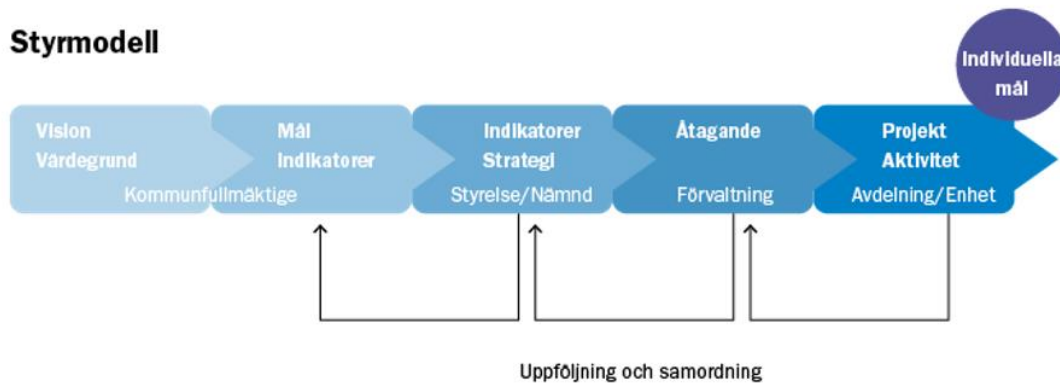 Styrmodell
Individuella
mål
Vision
Värdegrund
Mål
Indikatorer
Kommunfullmäktige
Indikatorer
Strategi
Styrelse/Nämnd
Åtagande
Förvaltning
Projekt
Aktivitet
Avdelning/Enhet
Uppföljning och samordning